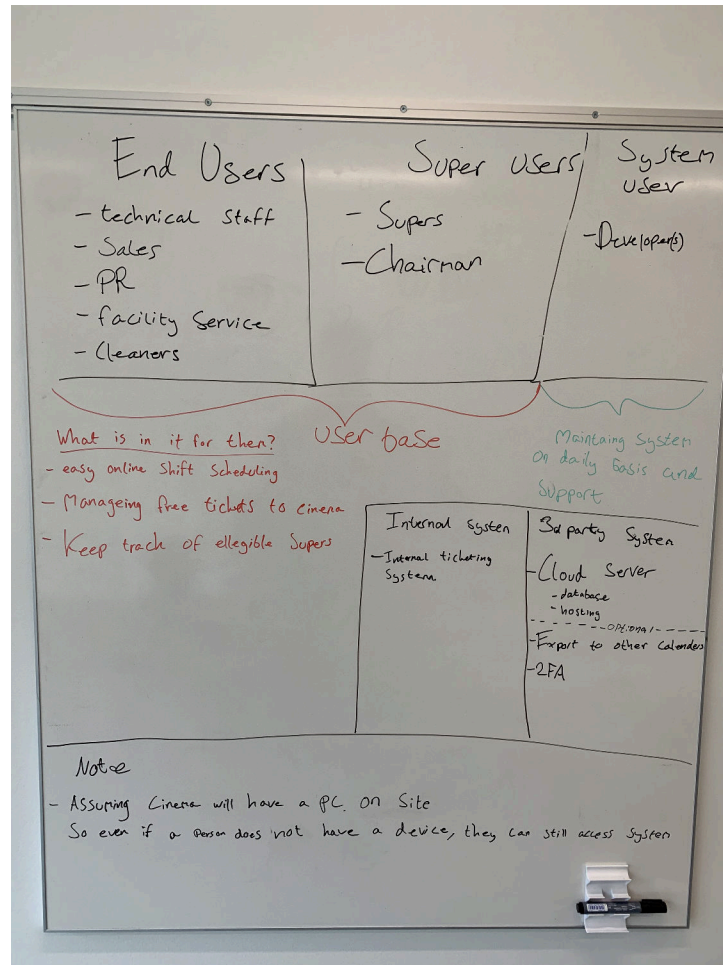 End Users
- technical Staff
- Sales
- PR
- facility Service
- Cleaners
Super Users
- Supers
- Chairman
System
User
- Developer(s)
User base
What is in it for them?
- easy online Shift Scheduling
- Manageing free tickets to cinema
- Keep track of ellegible Supers
Maintaing System
on daily basis and
Support
Internal System
- Internal ticketing
System
3d party System
- Cloud Server
- database
- hosting
- - - - - optional - - - - -
- Export to other Calenders
- 2FA
Note
- Assuming Cinema will have a PC on Site
So even if a Person does not have a device, they can still access System